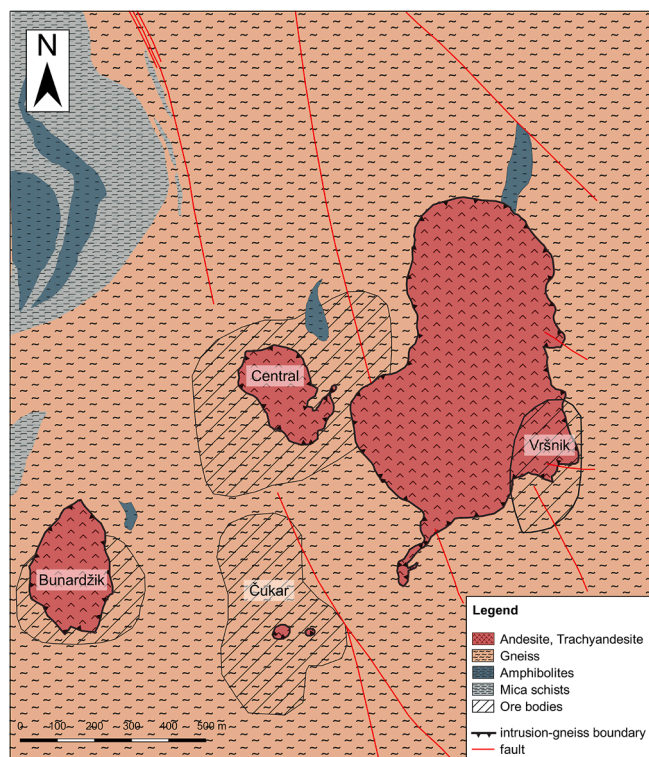 N
Central
Vršnik
Bunardžik
Čukar
Legend
Andesite, Trachyandesite
Gneiss
Amphibolites
Mica schists
Ore bodies
intrusion-gneiss boundary
fault
0 100 200 300 400 500 m